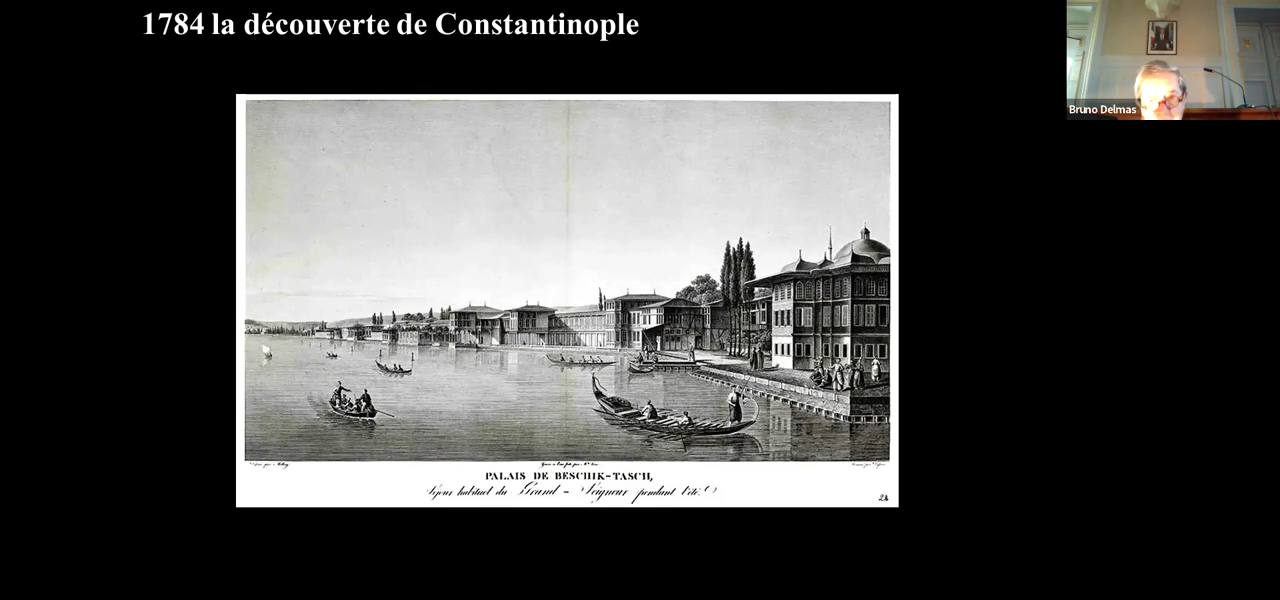 1784 la découverte de Constantinople
Bruno Delmas
PALAIS DE BESCHIK-TASCH,
Séjour habituel du Grand - Seigneur pendant l'été.
24